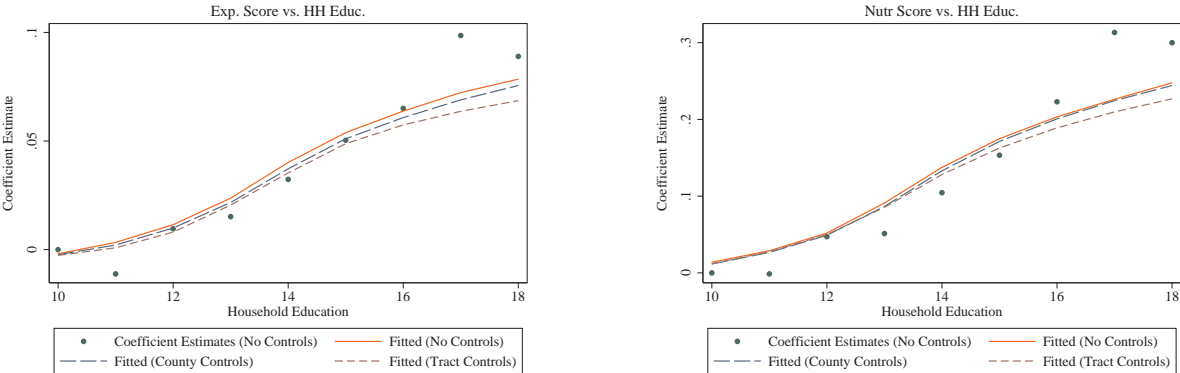 Exp. Score vs. HH Educ.
.1
.05
0
Coefficient Estimate
10 12 14 16 18
Household Education
Coefficient Estimates (No Controls) Fitted (No Controls)
Fitted (County Controls) Fitted (Tract Controls)
Nutr Score vs. HH Educ.
.3
.2
.1
0
Coefficient Estimate
10 12 14 16 18
Household Education
Coefficient Estimates (No Controls) Fitted (No Controls)
Fitted (County Controls) Fitted (Tract Controls)